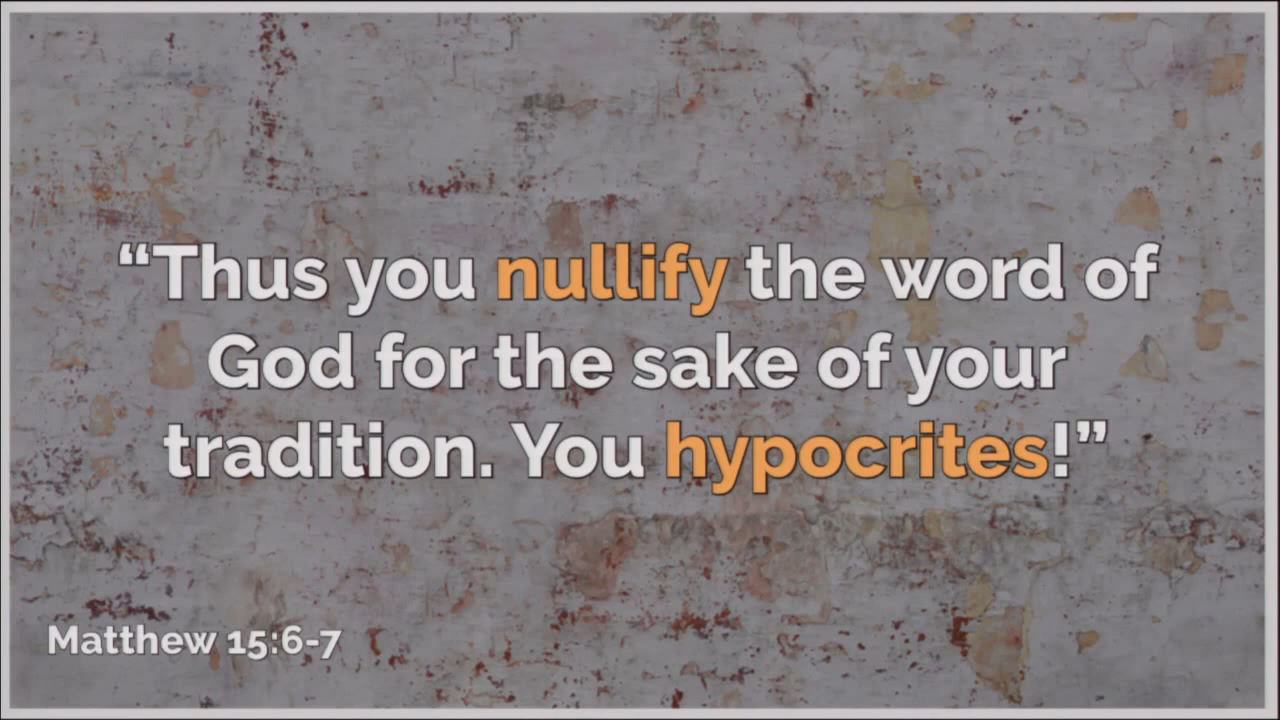 “Thus you nullify the word of
God for the sake of your
tradition. You hypocrites!”
Matthew 15:6-7